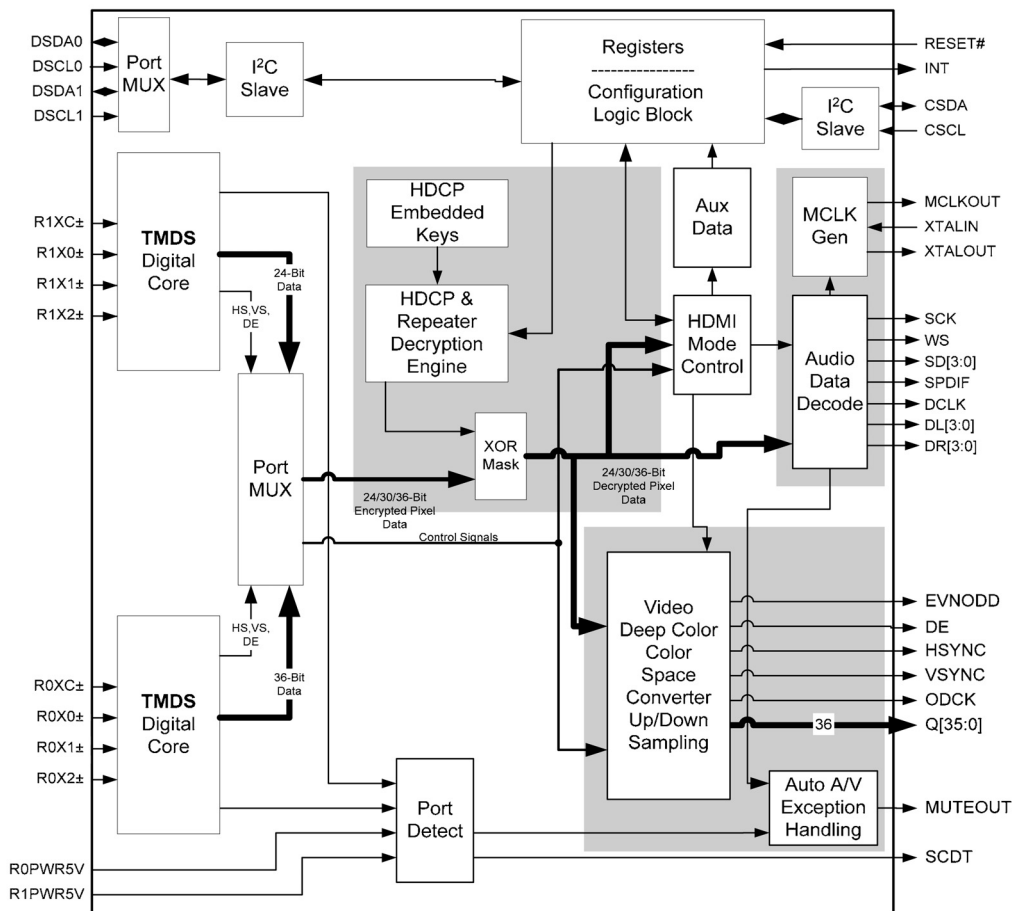 DSDA0
DSCL0
DSDA1
DSCL1
Port
MUX
I²C
Slave
Registers
--------------
Configuration
Logic Block
RESET#
INT
I²C
Slave
CSDA
CSCL
R1XC±
R1X0±
R1X1±
R1X2±
TMDS
Digital
Core
24-Bit
Data
HS,VS,
DE
HDCP
Embedded
Keys
HDCP &
Repeater
Decryption
Engine
XOR
Mask
Aux
Data
HDMI
Mode
Control
MCLK
Gen
MCLKOUT
XTALIN
XTALOUT
Audio
Data
Decode
SCK
WS
SD[3:0]
SPDIF
DCLK
DL[3:0]
DR[3:0]
Port
MUX
24/30/36-Bit
Encrypted Pixel
Data
24/30/36-Bit
Decrypted Pixel
Data
Control Signals
HS,VS,
DE
36-Bit
Data
R0XC±
R0X0±
R0X1±
R0X2±
TMDS
Digital
Core
Video
Deep Color
Color
Space
Converter
Up/Down
Sampling
EVNODD
DE
HSYNC
VSYNC
ODCK
36
Q[35:0]
Port
Detect
Auto A/V
Exception
Handling
MUTEOUT
SCDT
R0PWR5V
R1PWR5V